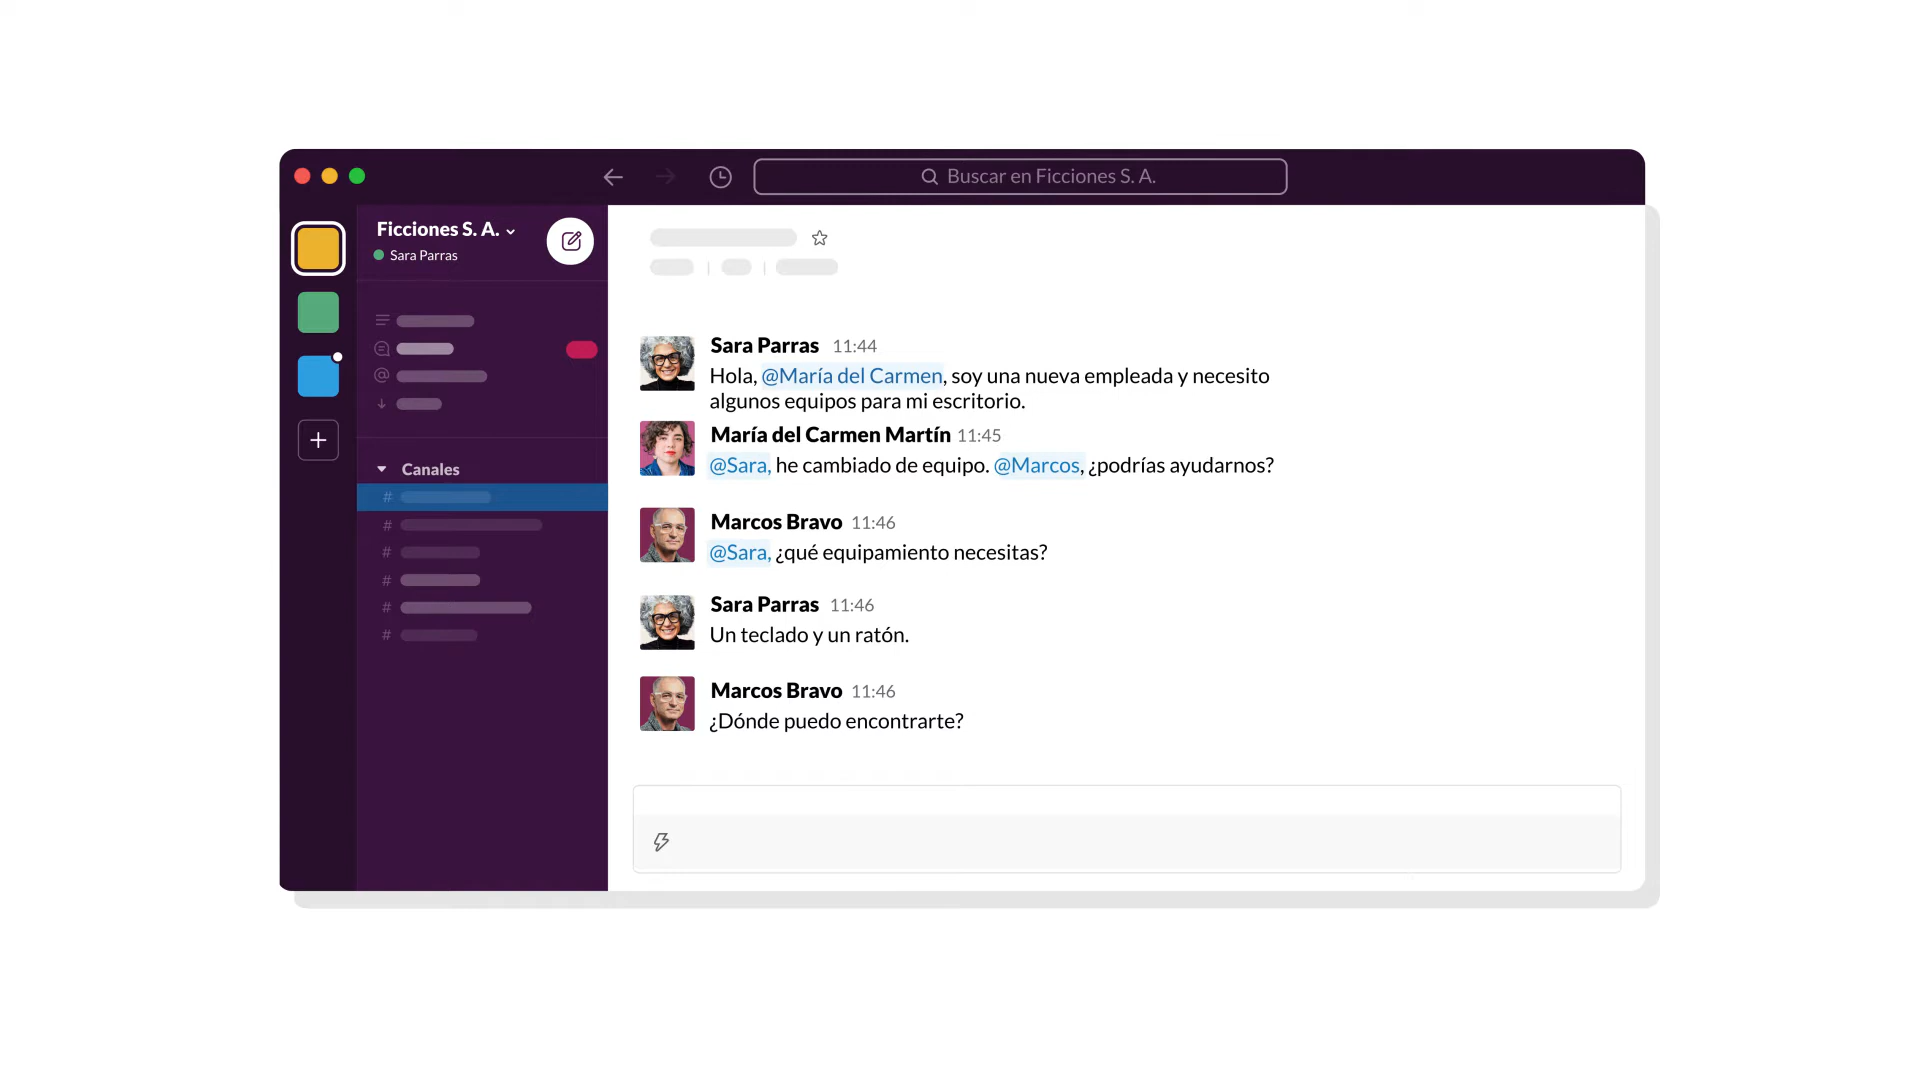 Buscar en Ficciones S. A.
Ficciones S. A.
Sara Parras
Canales
#
#
#
#
#
#
Sara Parras 11:44
Hola, @María del Carmen, soy una nueva empleada y necesito
algunos equipos para mi escritorio.
María del Carmen Martín 11:45
@Sara, he cambiado de equipo. @Marcos, ¿podrías ayudarnos?
Marcos Bravo 11:46
@Sara, ¿qué equipamiento necesitas?
Sara Parras 11:46
Un teclado y un ratón.
Marcos Bravo 11:46
¿Dónde puedo encontrarte?